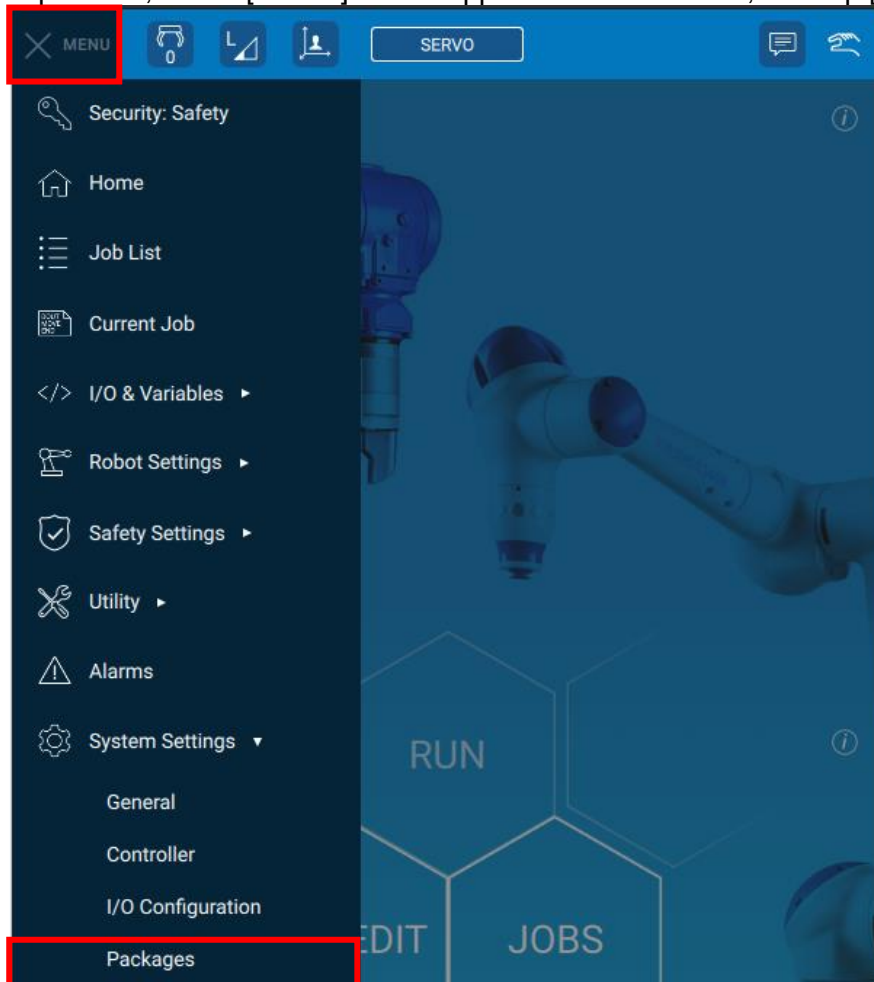 MENU
0
L
SERVO
Security: Safety
Home
Job List
Current Job
I/O & Variables
Robot Settings
Safety Settings
Utility
Alarms
System Settings
RUN
General
Controller
I/O Configuration
EDIT
JOBS
Packages